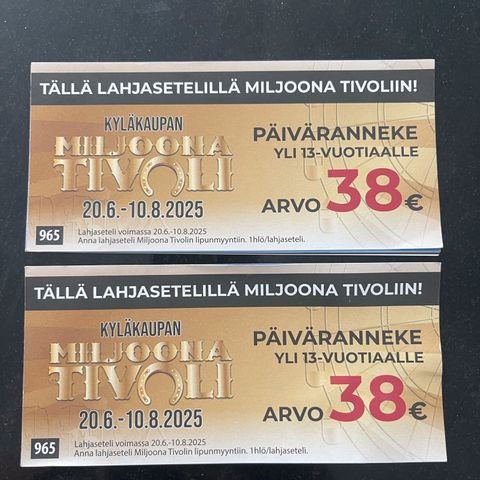 TÄLLÄ LAHJASETELILLÄ MILJOONA TIVOLIIN!
KYLÄKAUPAN
MILJOONA
TIVOLI
20.6.-10.8.2025
PÄIVÄRANNEKE
YLI 13-VUOTIAALLE
ARVO 38€
965
Lahjaseteli voimassa 20.6.-10.8.2025
Anna lahjaseteli Miljoona Tivolin lipunmyyntiin. 1hlö/lahjaseteli.
TÄLLÄ LAHJASETELILLÄ MILJOONA TIVOLIIN!
KYLÄKAUPAN
MILJOONA
TIVOLI
20.6.-10.8.2025
PÄIVÄRANNEKE
YLI 13-VUOTIAALLE
ARVO 38€
965
Lahjaseteli voimassa 20.6.-10.8.2025
Anna lahjaseteli Miljoona Tivolin lipunmyyntiin. 1hlö/lahjaseteli.